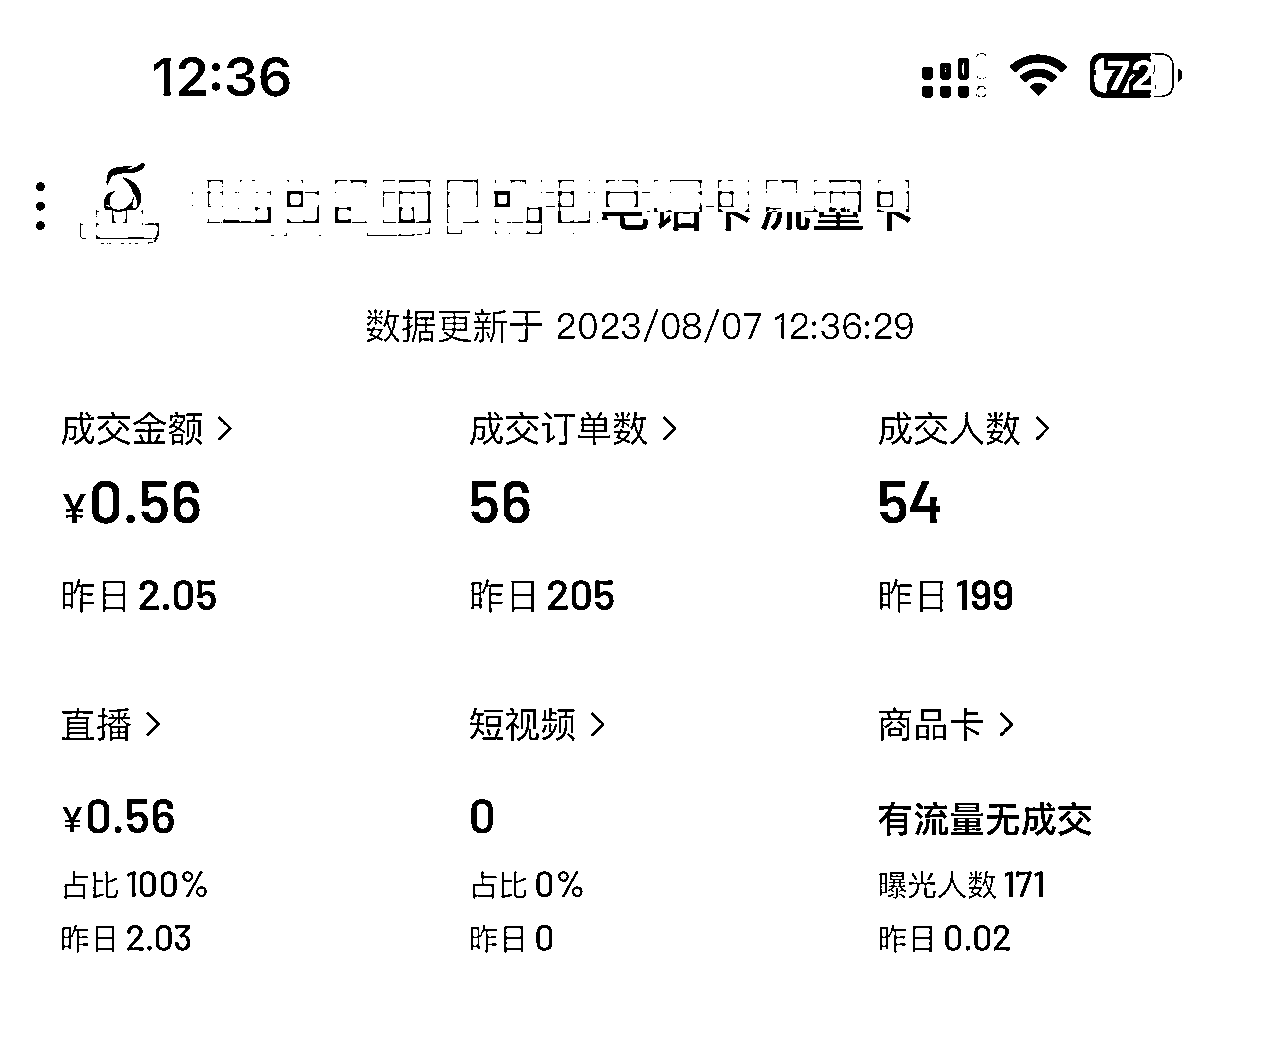 12:36
72
电话卡流量卡
数据更新于 2023/08/07 12:36:29
成交金额 > 成交订单数 > 成交人数 >
¥0.56 56 54
昨日 2.05 昨日 205 昨日 199
直播 > 短视频 > 商品卡 >
¥0.56 0 有流量无成交
占比 100% 占比 0% 曝光人数 171
昨日 2.03 昨日 0 昨日 0.02